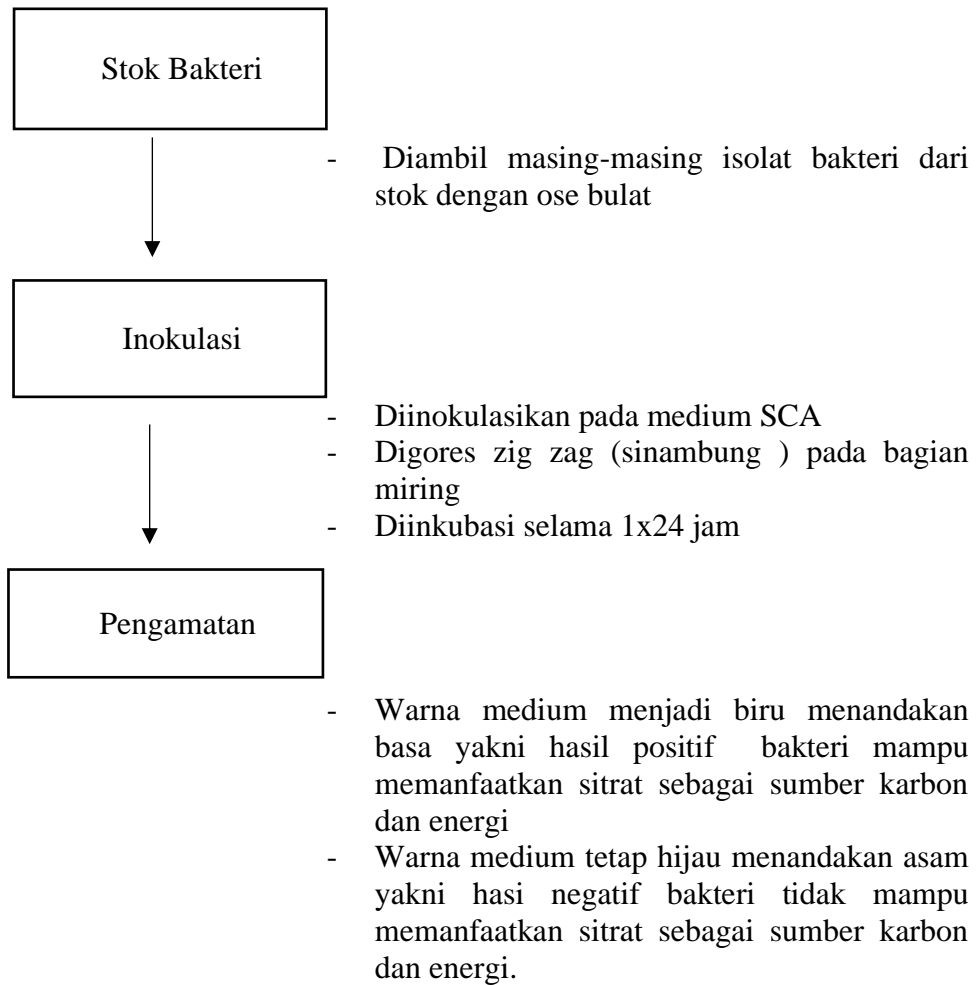 Stok Bakteri
- Diambil masing-masing isolat bakteri dari
stok dengan ose bulat
Inokulasi
- Diinokulasikan pada medium SCA
- Digores zig zag (sinambung ) pada bagian
miring
- Diinkubasi selama 1x24 jam
Pengamatan
- Warna medium menjadi biru menandakan
basa yakni hasil positif bakteri mampu
memanfaatkan sitrat sebagai sumber karbon
dan energi
- Warna medium tetap hijau menandakan asam
yakni hasi negatif bakteri tidak mampu
memanfaatkan sitrat sebagai sumber karbon
dan energi.